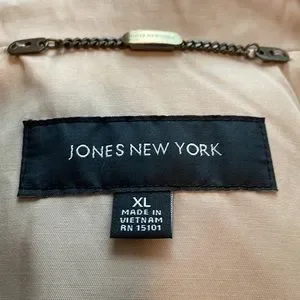 JONES NEW YORK
XL
MADE IN
VIETNAM
RN 15101